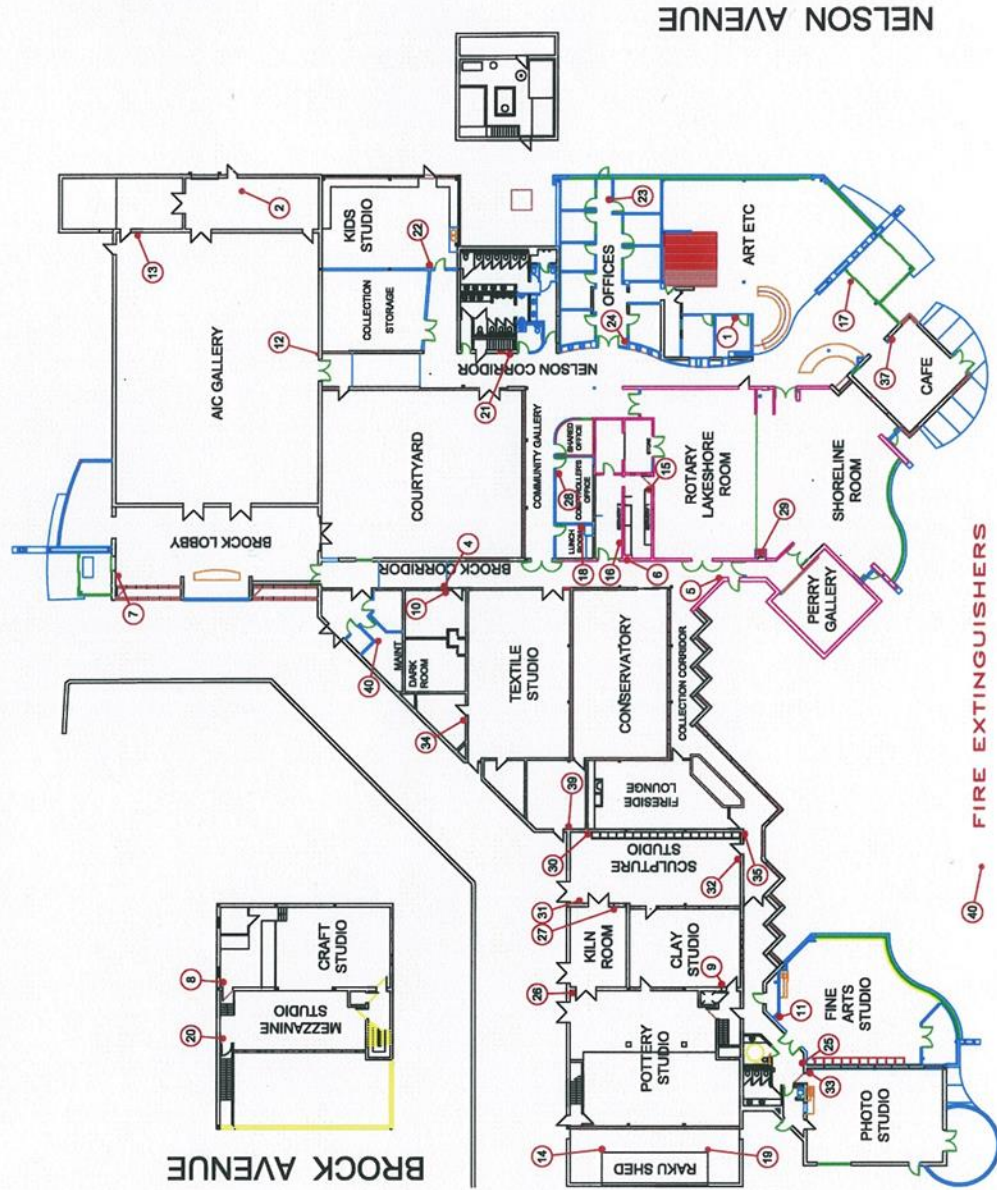 NELSON AVENUE
2
13
KIDS
STUDIO
22
23
COLLECTION
STORAGE
OFFICES
ART ETC
AIC GALLERY
12
24
1
17
NELSON CORRIDOR
21
37
CAFE
COURTYARD
COMMUNITY GALLERY
SHARED
OFFICE
28
OFFICE
STORE
15
ROTARY
LAKESHORE
ROOM
SHORELINE
ROOM
29
BROCK LOBBY
LUNCH
ROOM
18
16
6
7
BROCK CORRIDOR
4
10
5
PERRY
GALLERY
MAINT
40
DARK
ROOM
34
TEXTILE
STUDIO
CONSERVATORY
COLLECTION CORRIDOR
39
FIRESIDE
LOUNGE
30
SCULPTURE
STUDIO
35
32
31
27
KILN
ROOM
CLAY
STUDIO
26
9
8
CRAFT
STUDIO
20
MEZZANINE
STUDIO
POTTERY
STUDIO
11
FINE
ARTS
STUDIO
25
33
PHOTO
STUDIO
14
RAKU SHED
19
BROCK AVENUE
40 FIRE EXTINGUISHERS